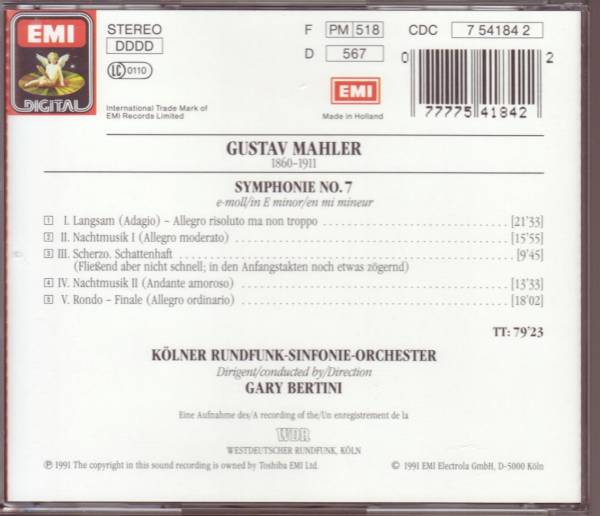 EMI
DIGITAL
STEREO
DDDD
LC 0110
International Trade Mark of
EMI Records Limited
F PM 518
D 567
EMI
Made in Holland
CDC 7 54184 2
0 77775 41842 2
GUSTAV MAHLER
1860–1911
SYMPHONIE NO. 7
e-moll/in E minor/en mi mineur
1 I. Langsam (Adagio) – Allegro risoluto ma non troppo [21'33]
2 II. Nachtmusik I (Allegro moderato) [15'55]
3 III. Scherzo. Schattenhaft [9'45]
(Fließend aber nicht schnell; in den Anfangstakten noch etwas zögernd)
4 IV. Nachtmusik II (Andante amoroso) [13'33]
5 V. Rondo – Finale (Allegro ordinario) [18'02]
TT: 79'23
KÖLNER RUNDFUNK-SINFONIE-ORCHESTER
Dirigent/conducted by/Direction
GARY BERTINI
Eine Aufnahme des/A recording of the/Un enregistrement de la
WDR
WESTDEUTSCHER RUNDFUNK, KÖLN
℗ 1991 The copyright in this sound recording is owned by Toshiba EMI Ltd.
© 1991 EMI Electrola GmbH, D-5000 Köln